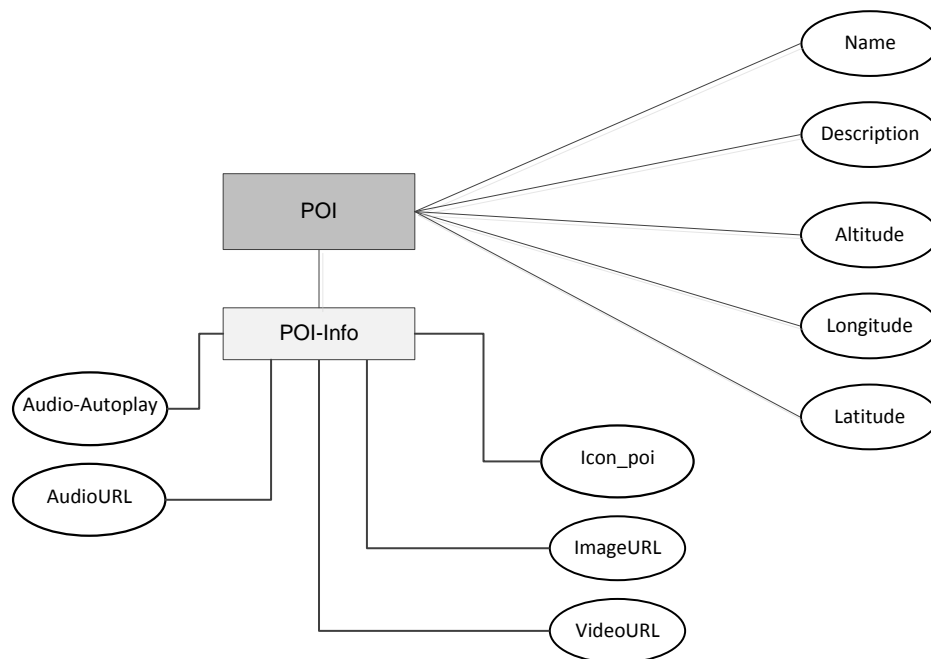 Name
Description
POI
Altitude
POI-Info
Longitude
Audio-Autoplay
Latitude
Icon_poi
AudioURL
ImageURL
VideoURL